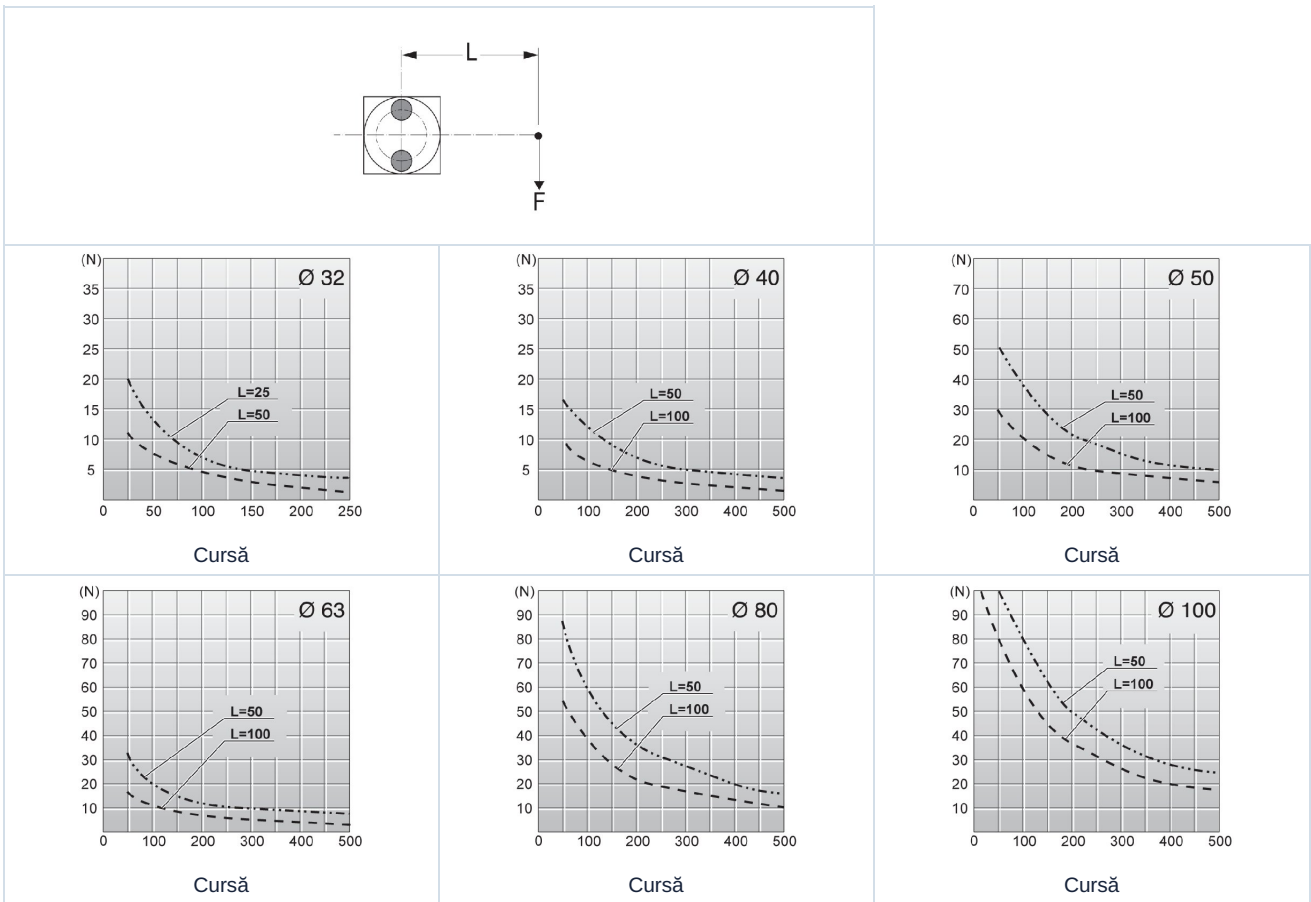 L
F
(N)
Ø 32
35
30
25
20
15
10
5
L=25
L=50
0 50 100 150 200 250
Cursă
(N)
Ø 40
35
30
25
20
15
10
5
L=50
L=100
0 100 200 300 400 500
Cursă
(N)
Ø 50
70
60
50
40
30
20
10
L=50
L=100
0 100 200 300 400 500
Cursă
(N)
Ø 63
90
80
70
60
50
40
30
20
10
L=50
L=100
0 100 200 300 400 500
Cursă
(N)
Ø 80
90
80
70
60
50
40
30
20
10
L=50
L=100
0 100 200 300 400 500
Cursă
(N)
Ø 100
90
80
70
60
50
40
30
20
10
L=50
L=100
0 100 200 300 400 500
Cursă